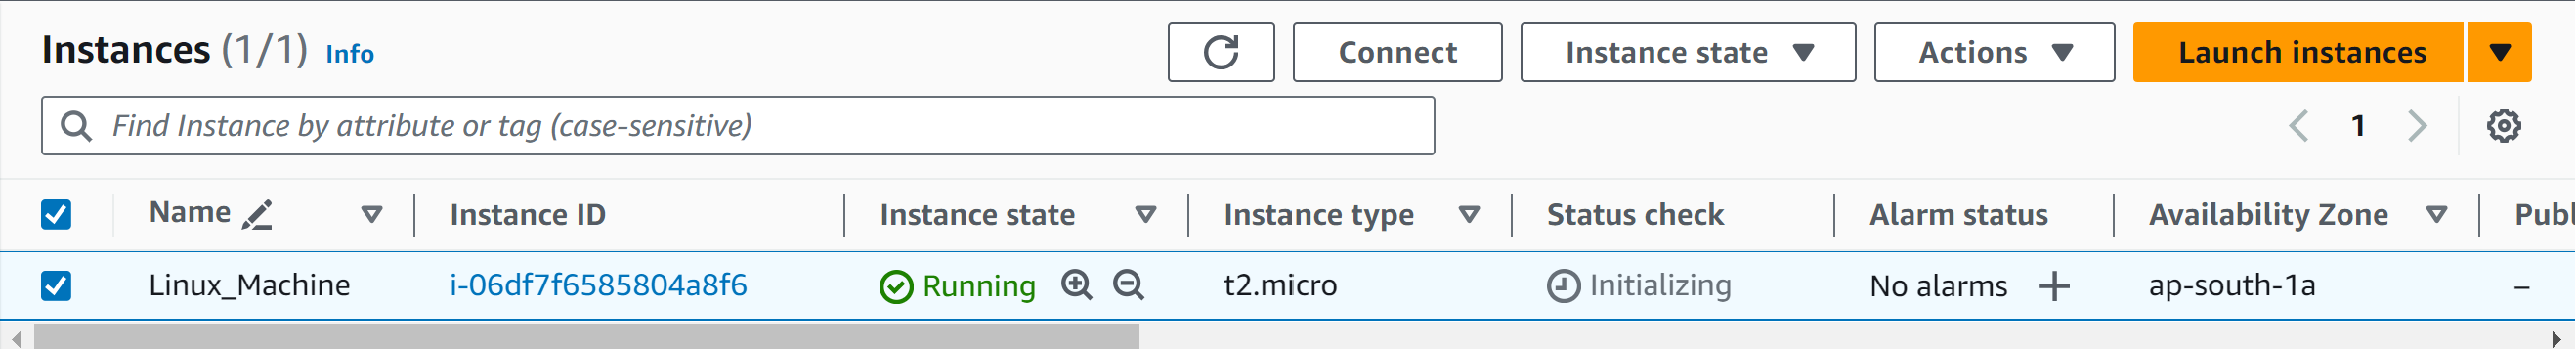 Instances (1/1) Info Connect Instance state Actions Launch instances
Find Instance by attribute or tag (case-sensitive) 1
Name Instance ID Instance state Instance type Status check Alarm status Availability Zone Publ
Linux_Machine i-06df7f6585804a8f6 Running t2.micro Initializing No alarms + ap-south-1a –